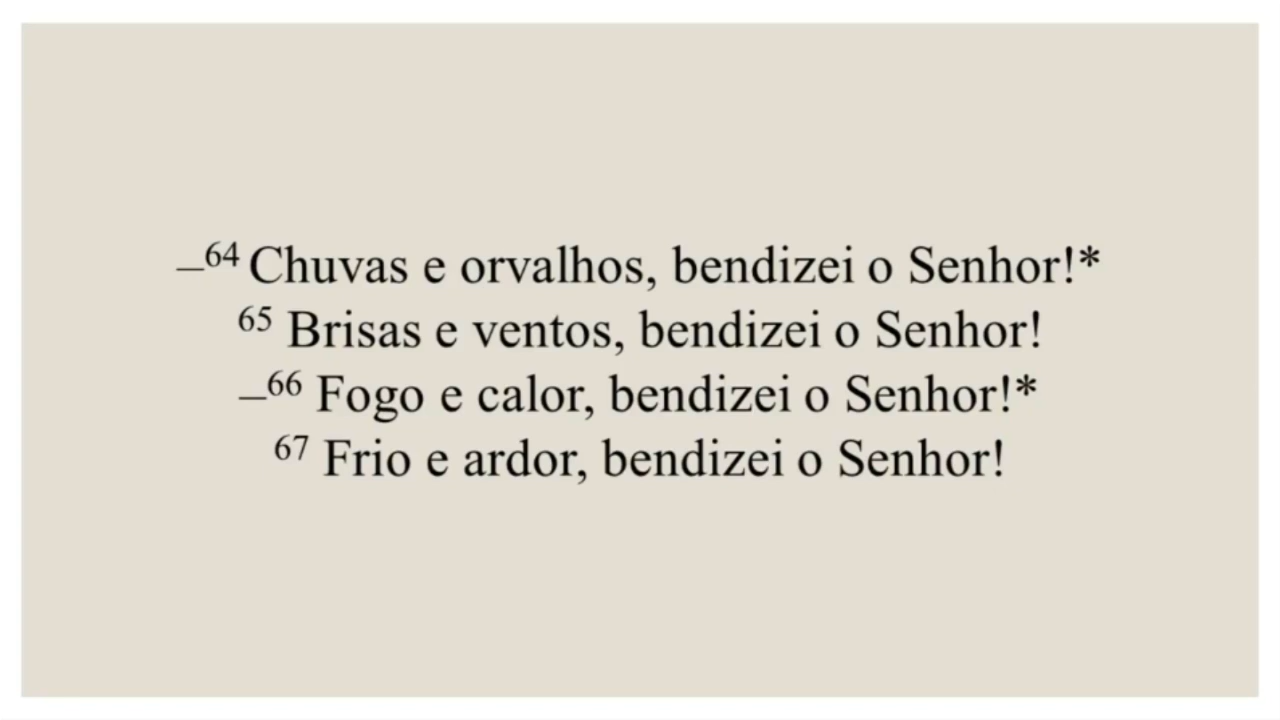 –64 Chuvas e orvalhos, bendizei o Senhor!*
65 Brisas e ventos, bendizei o Senhor!
–66 Fogo e calor, bendizei o Senhor!*
67 Frio e ardor, bendizei o Senhor!